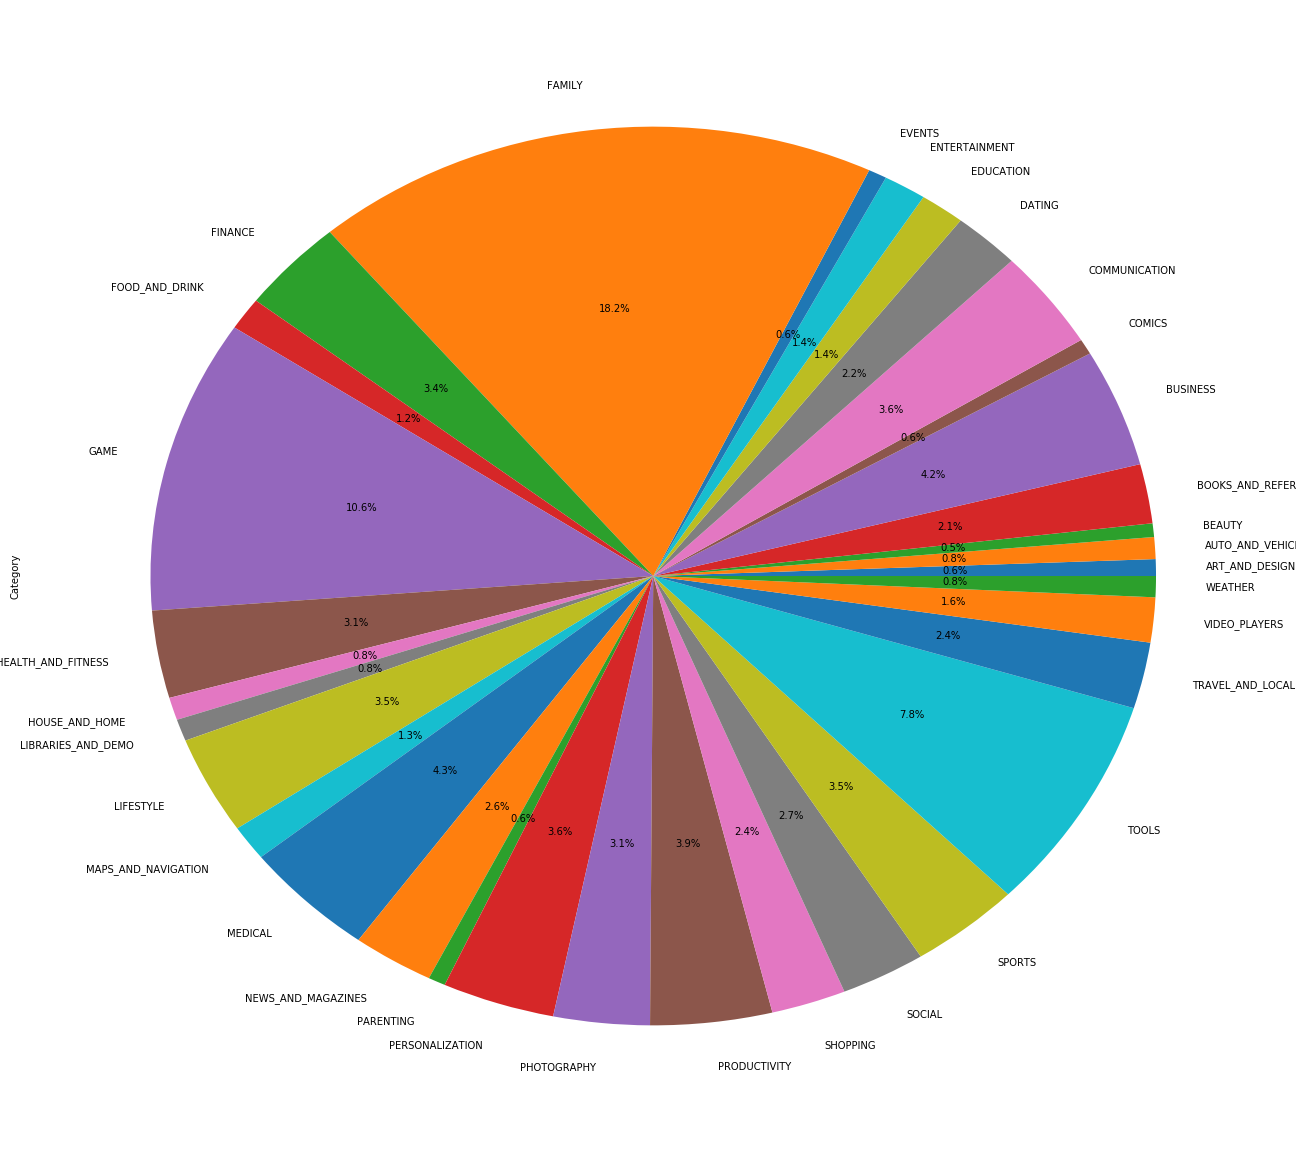 FAMILY
EVENTS
ENTERTAINMENT
EDUCATION
DATING
FINANCE
COMMUNICATION
FOOD_AND_DRINK
18.2%
COMICS
0.6%
1.4%
1.4%
2.2%
3.4%
BUSINESS
3.6%
1.2%
0.6%
GAME
4.2%
BOOKS_AND_REFER
10.6%
2.1%
BEAUTY
0.5%
AUTO_AND_VEHIC
0.8%
ART_AND_DESIGN
0.6%
Category
0.8%
WEATHER
1.6%
3.1%
VIDEO_PLAYERS
2.4%
0.8%
HEALTH_AND_FITNESS
0.8%
TRAVEL_AND_LOCAL
3.5%
7.8%
HOUSE_AND_HOME
1.3%
LIBRARIES_AND_DEMO
4.3%
3.5%
LIFESTYLE
2.6%
0.6%
2.7%
3.6%
2.4%
TOOLS
3.1%
3.9%
MAPS_AND_NAVIGATION
MEDICAL
SPORTS
NEWS_AND_MAGAZINES
SOCIAL
PARENTING
PERSONALIZATION
SHOPPING
PHOTOGRAPHY
PRODUCTIVITY